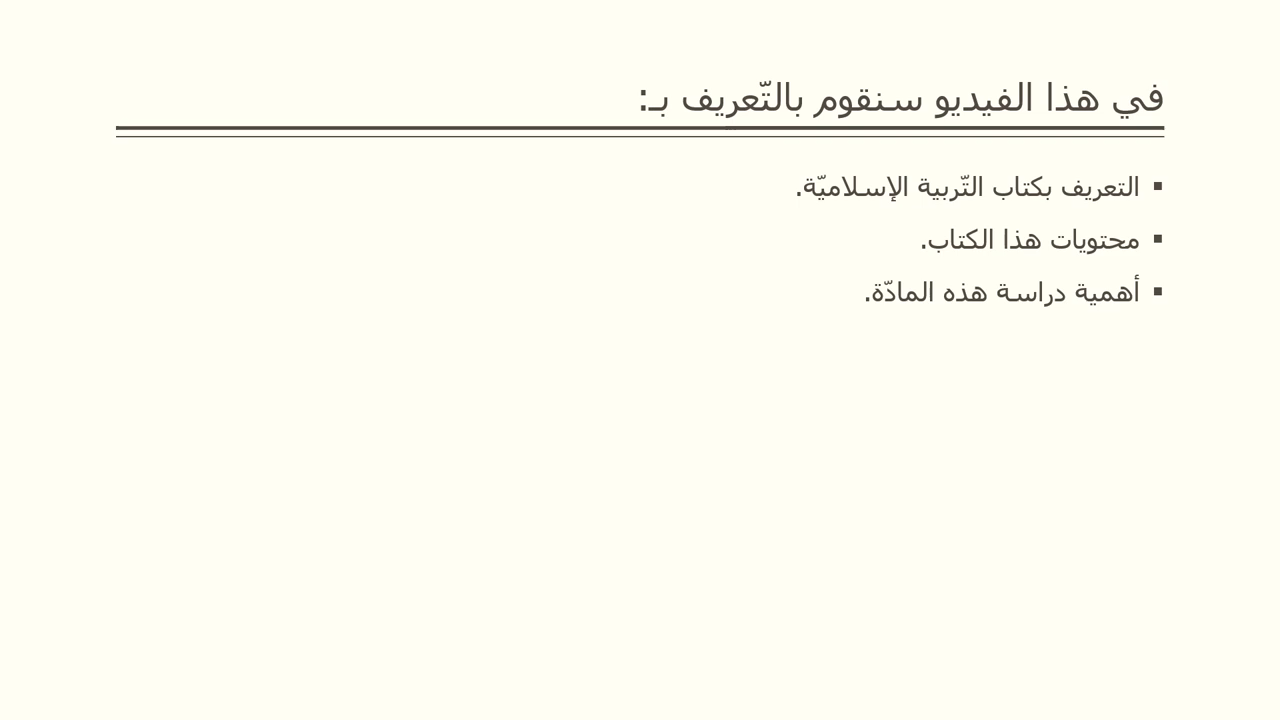 في هذا الفيديو سنقوم بالتّعريف بـ:
▪ التعريف بكتاب التّربية الإسلاميّة.
▪ محتويات هذا الكتاب.
▪ أهمية دراسة هذه المادّة.